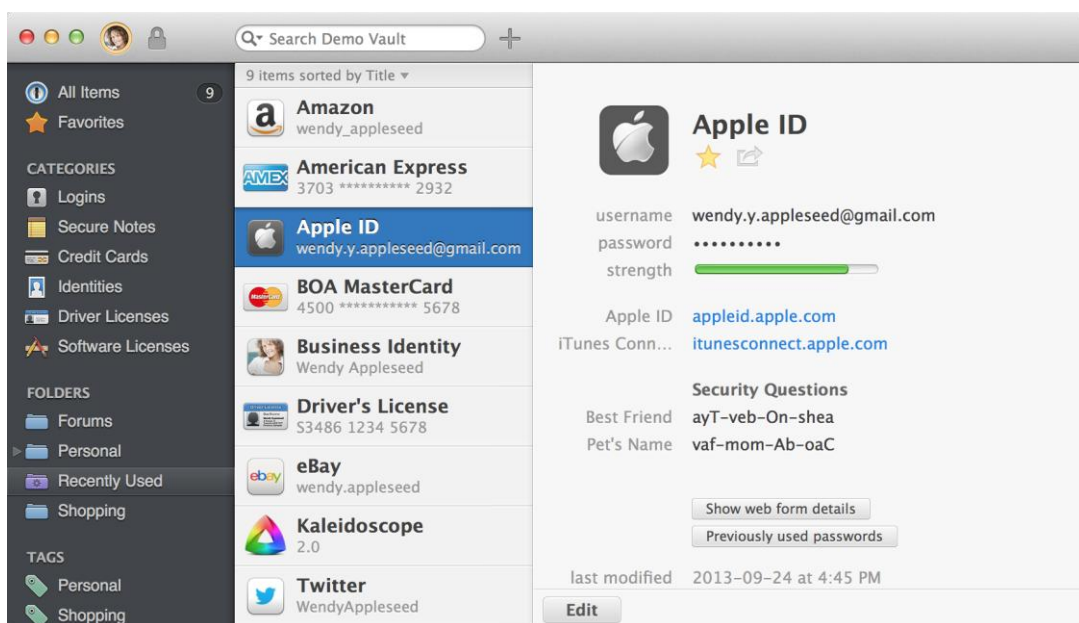 Search Demo Vault
All Items 9
Favorites
CATEGORIES
Logins
Secure Notes
Credit Cards
Identities
Driver Licenses
Software Licenses
FOLDERS
Forums
Personal
Recently Used
Shopping
TAGS
Personal
Shopping
9 items sorted by Title
a
Amazon
wendy_appleseed
AMEX
American Express
3703 ********** 2932
Apple ID
wendy.y.appleseed@gmail.com
MasterCard
BOA MasterCard
4500 *********** 5678
Business Identity
Wendy Appleseed
Driver's License
S3486 1234 5678
ebay
eBay
wendy.appleseed
Kaleidoscope
2.0
Twitter
WendyAppleseed
Apple ID
username wendy.y.appleseed@gmail.com
password ••••••••••
strength
Apple ID appleid.apple.com
iTunes Conn... itunesconnect.apple.com
Security Questions
Best Friend ayT-veb-On-shea
Pet's Name vaf-mom-Ab-oaC
Show web form details
Previously used passwords
last modified 2013-09-24 at 4:45 PM
Edit